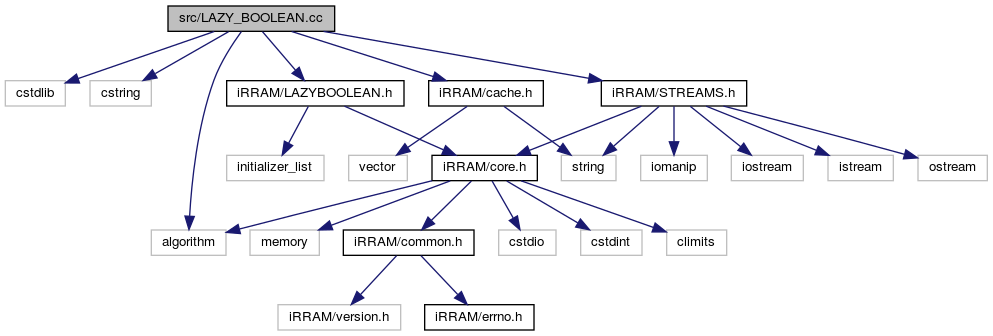 src/LAZY_BOOLEAN.cc
cstdlib
cstring
iRRAM/LAZYBOOLEAN.h
iRRAM/cache.h
iRRAM/STREAMS.h
initializer_list
vector
iRRAM/core.h
string
iomanip
iostream
istream
ostream
algorithm
memory
iRRAM/common.h
cstdio
cstdint
climits
iRRAM/version.h
iRRAM/errno.h